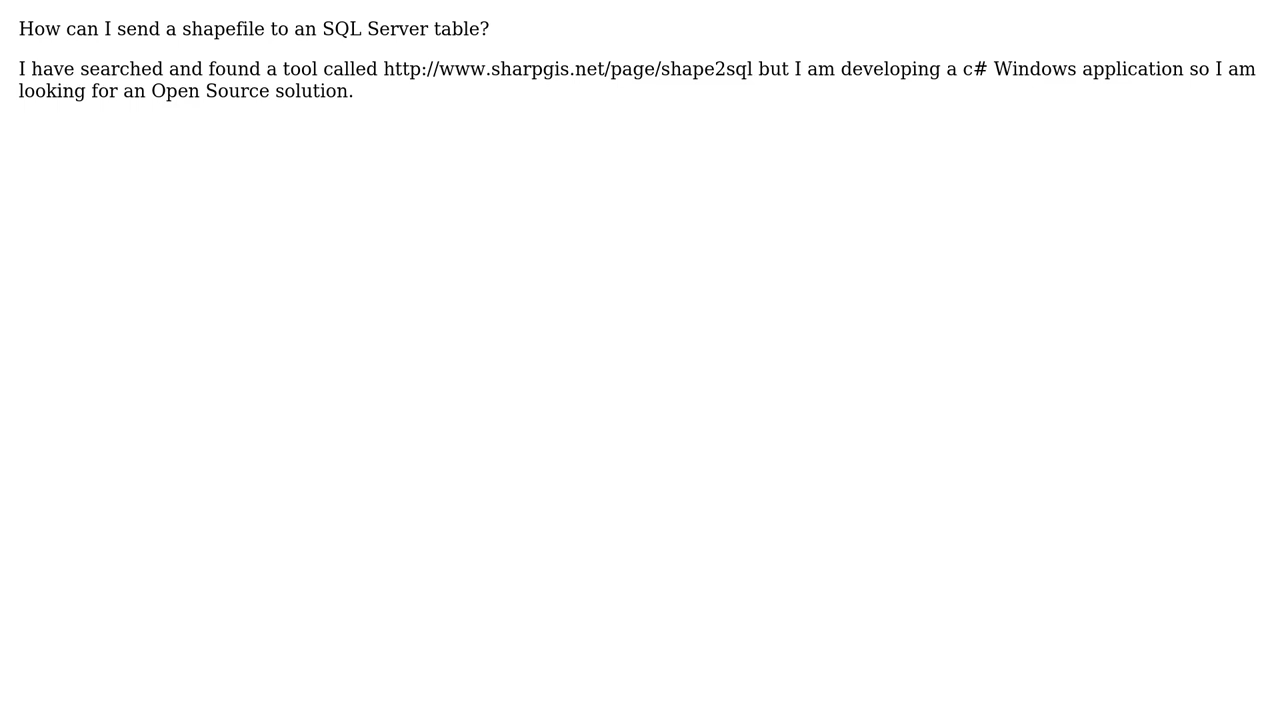 How can I send a shapefile to an SQL Server table?
I have searched and found a tool called http://www.sharpgis.net/page/shape2sql but I am developing a c# Windows application so I am
looking for an Open Source solution.